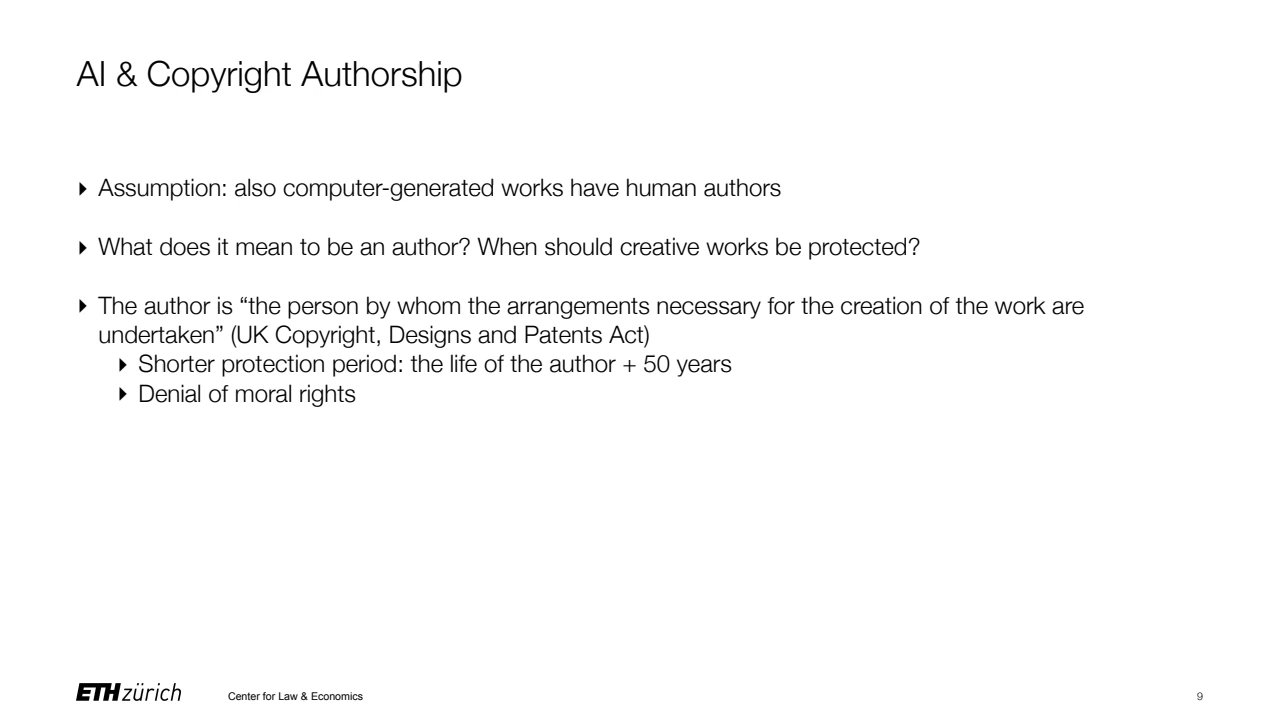 AI & Copyright Authorship
Assumption: also computer-generated works have human authors
What does it mean to be an author? When should creative works be protected?
The author is “the person by whom the arrangements necessary for the creation of the work are
undertaken” (UK Copyright, Designs and Patents Act)
Shorter protection period: the life of the author + 50 years
Denial of moral rights
ETH zürich
Center for Law & Economics
9